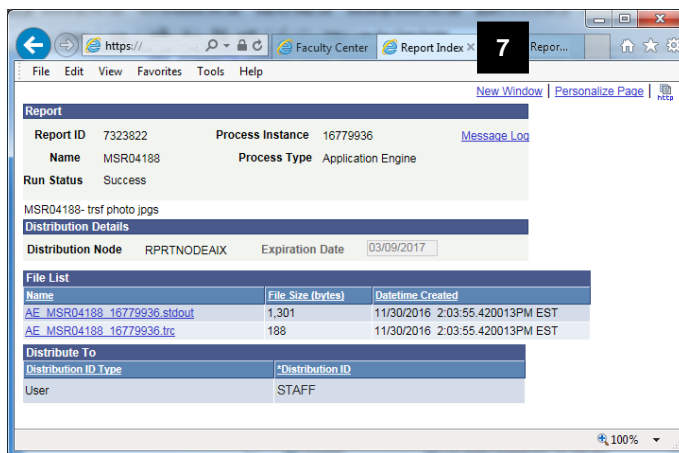 https://
Faculty Center
Report Index
7
Repor...
File Edit View Favorites Tools Help
New Window | Personalize Page |
http
Report
Report ID 7323822 Process Instance 16779936 Message Log
Name MSR04188 Process Type Application Engine
Run Status Success
MSR04188- trsf photo jpgs
Distribution Details
Distribution Node RPRTNODEAIX Expiration Date 03/09/2017
File List
Name File Size (bytes) Datetime Created
AE_MSR04188_16779936.stdout 1,301 11/30/2016 2:03:55.420013PM EST
AE_MSR04188_16779936.trc 188 11/30/2016 2:03:55.420013PM EST
Distribute To
Distribution ID Type *Distribution ID
User STAFF
100%